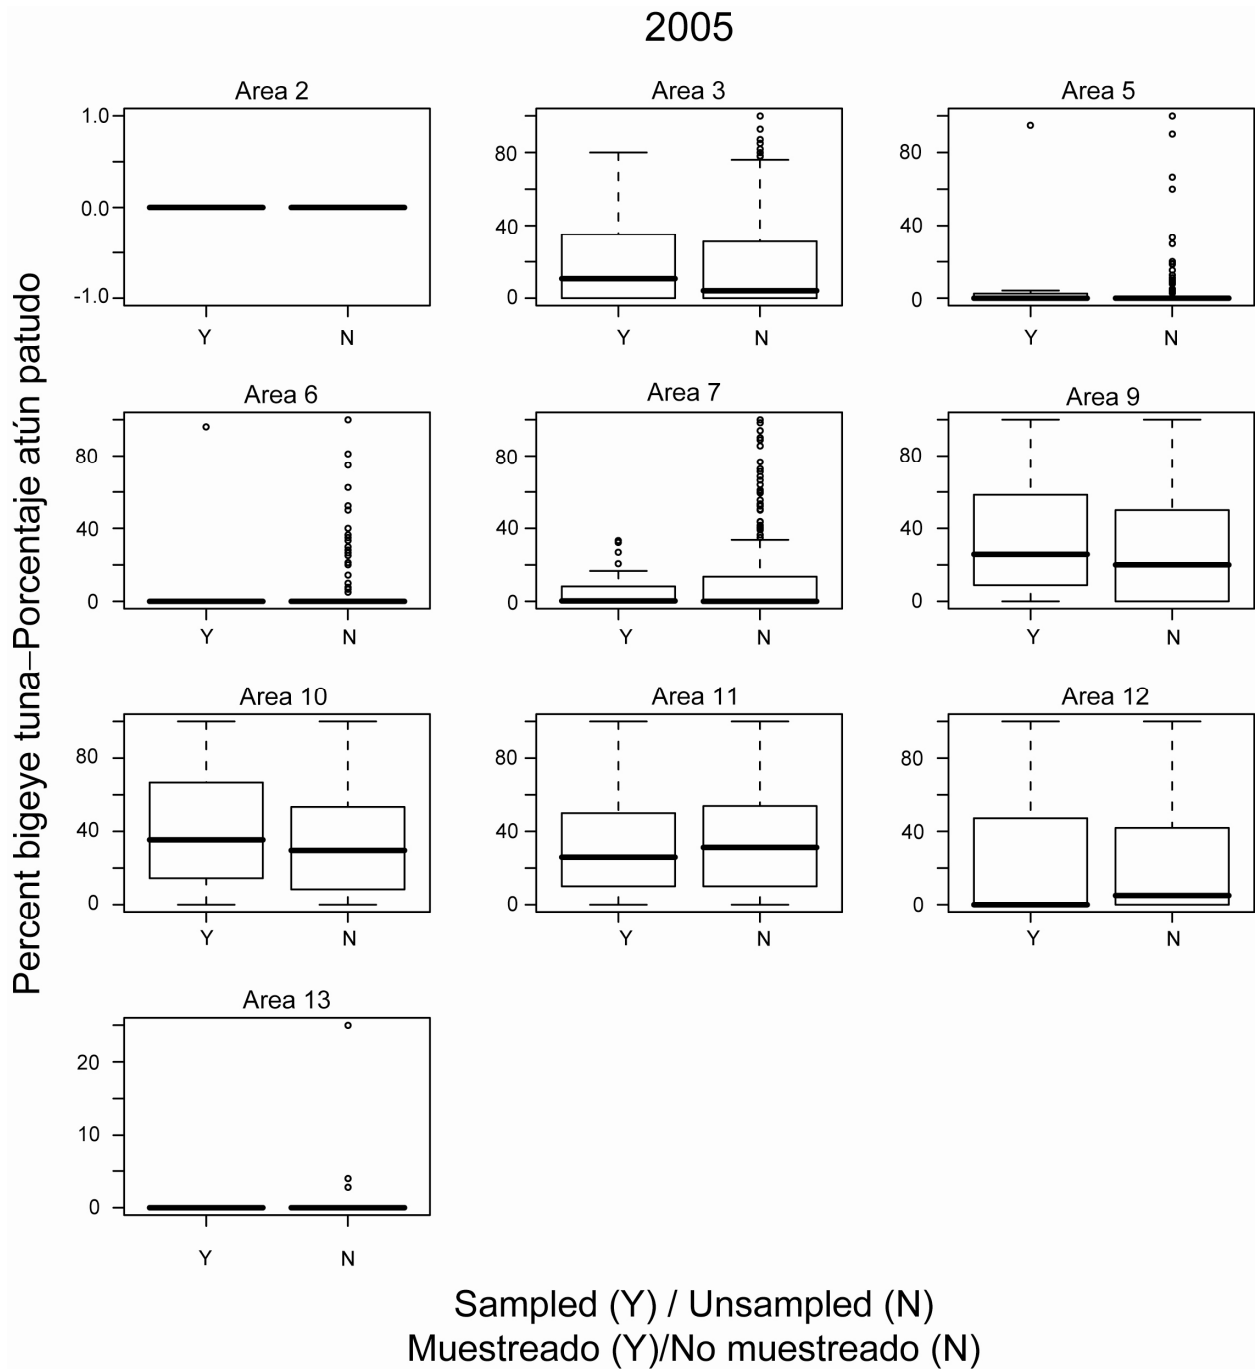 2005
Area 2
Area 3
Area 5
1.0
0.0
-1.0
80
40
0
80
40
0
Y
N
Y
N
Y
N
Area 6
Area 7
Area 9
80
40
0
80
40
0
80
40
0
Y
N
Y
N
Y
N
Area 10
Area 11
Area 12
80
40
0
80
40
0
80
40
0
Y
N
Y
N
Y
N
Area 13
20
10
0
Y
N
Percent bigeye tuna–Porcentaje atún patudo
Sampled (Y) / Unsampled (N)
Muestreado (Y)/No muestreado (N)